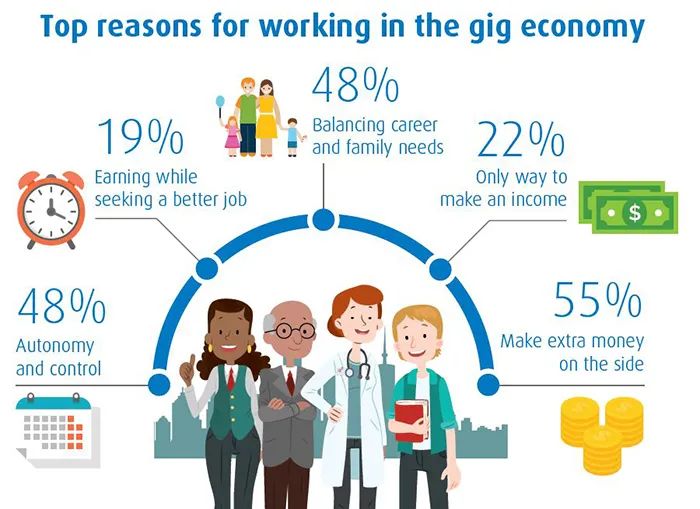 Top reasons for working in the gig economy
48%
Balancing career
and family needs
19%
Earning while
seeking a better job
22%
Only way to
make an income
$
48%
Autonomy
and control
55%
Make extra money
on the side